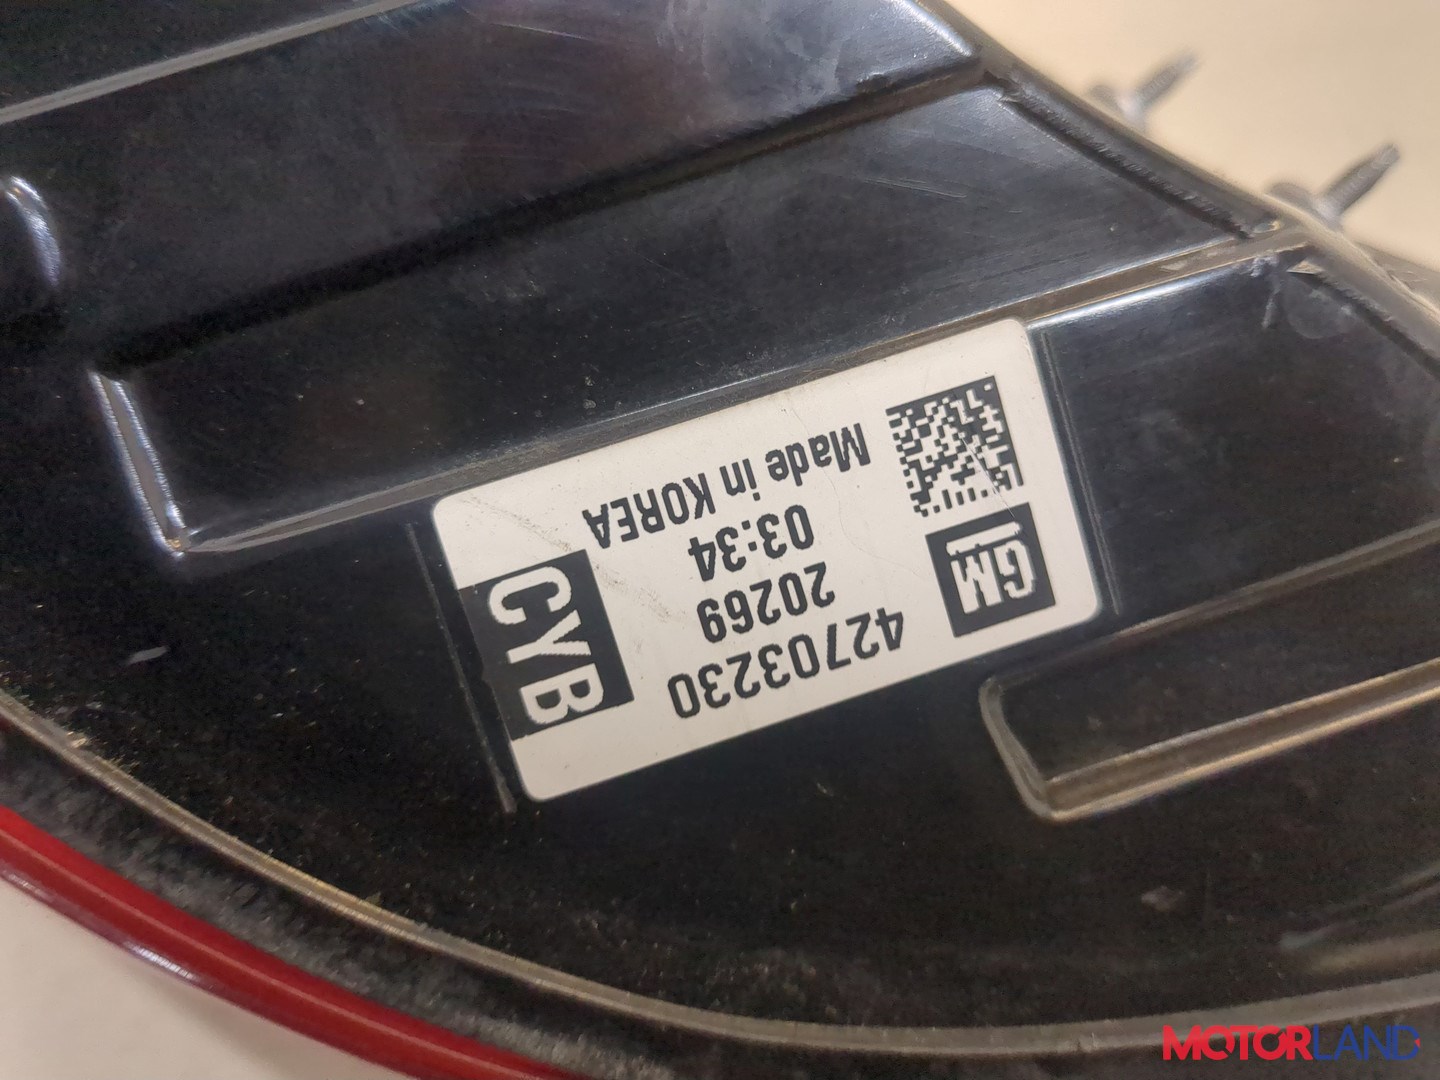 GM
42703230
20269
03:34
Made in KOREA
CYB
MOTORLAND